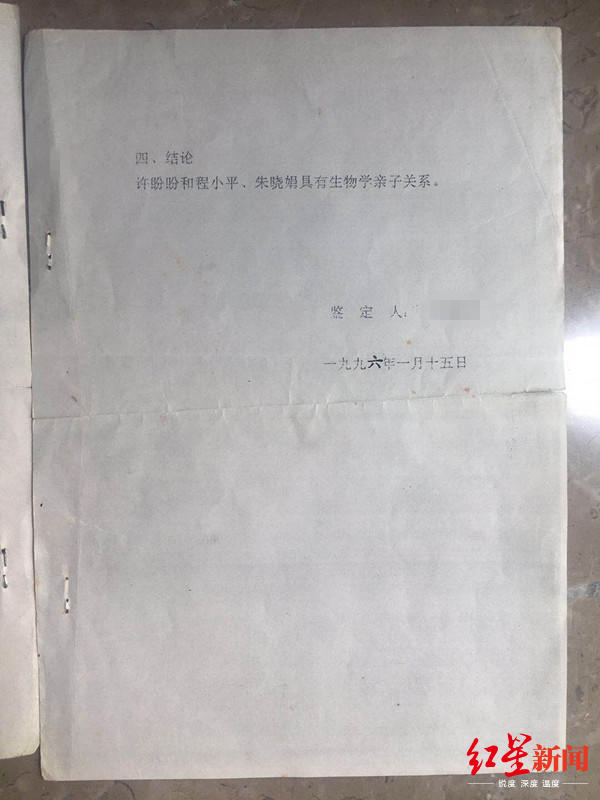 四、结论
许盼盼和程小平、朱晓娟具有生物学亲子关系。
鉴 定 人:
一九九六年一月十五日
红星新闻
锐度 深度 温度